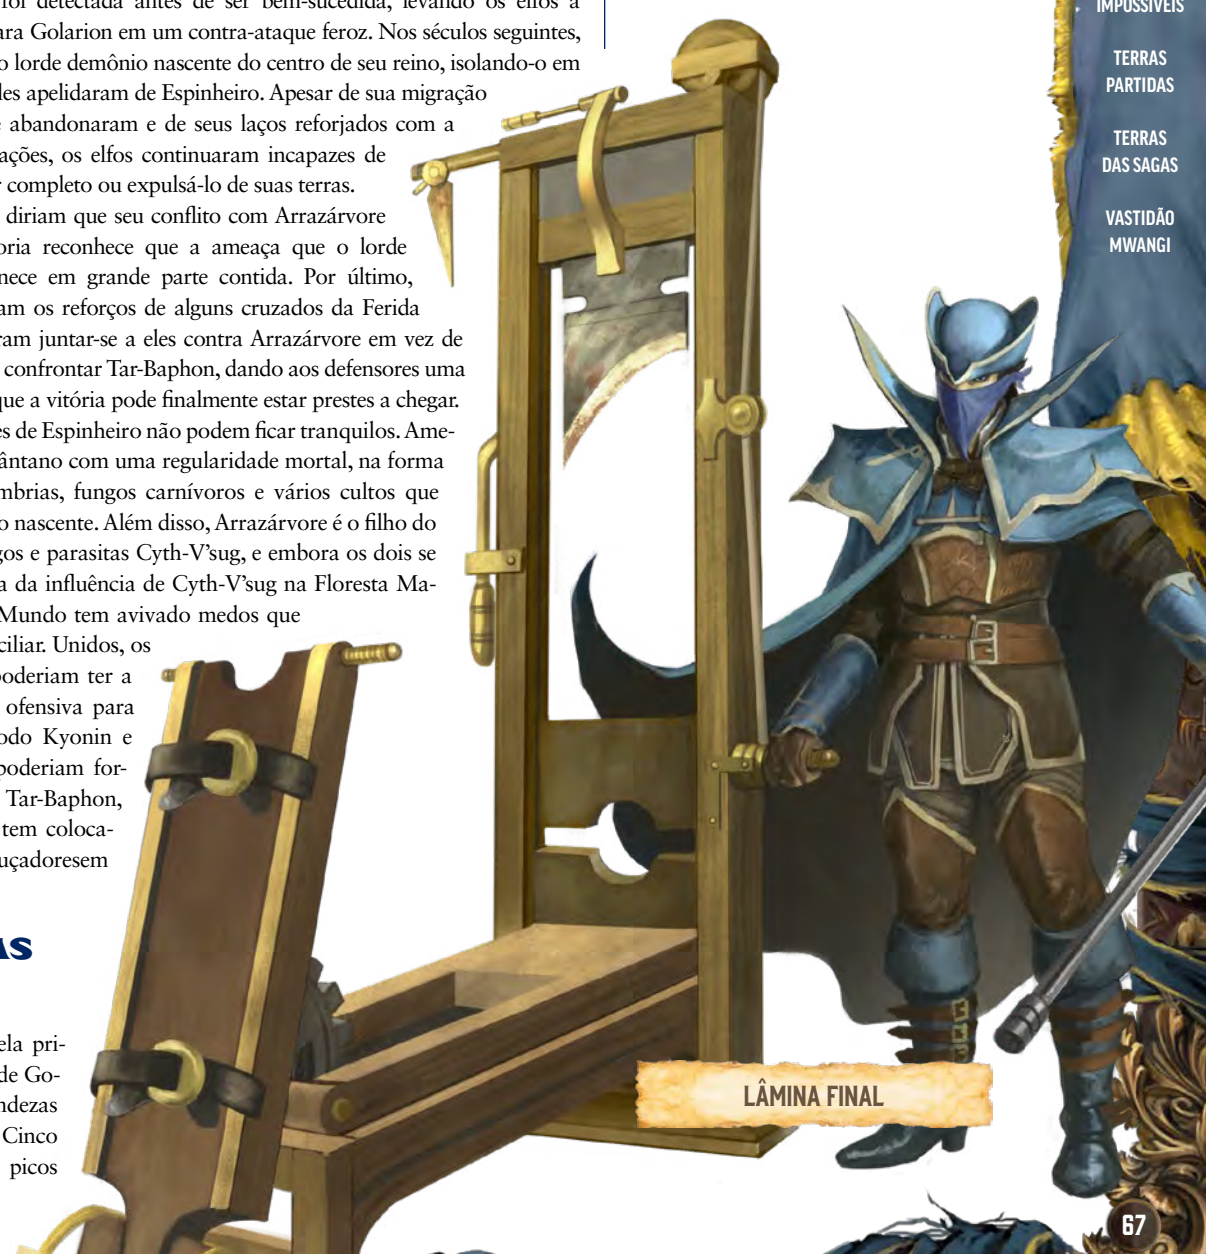 foi detectada antes de ser bem-sucedida, levando os elfos a
ara Golarion em um contra-ataque feroz. Nos séculos seguintes,
o lorde demônio nascente do centro de seu reino, isolando-o em
les apelidaram de Espinheiro. Apesar de sua migração
e abandonaram e de seus laços reforjados com a
ações, os elfos continuaram incapazes de
r completo ou expulsá-lo de suas terras.
diriam que seu conflito com Arrazárvore
oria reconhece que a ameaça que o lorde
nece em grande parte contida. Por último,
am os reforços de alguns cruzados da Ferida
ram juntar-se a eles contra Arrazárvore em vez de
confrontar Tar-Baphon, dando aos defensores uma
que a vitória pode finalmente estar prestes a chegar.
es de Espinheiro não podem ficar tranquilos. Ame-
ântano com uma regularidade mortal, na forma
mbrias, fungos carnívoros e vários cultos que
o nascente. Além disso, Arrazárvore é o filho do
gos e parasitas Cyth-V'sug, e embora os dois se
a da influência de Cyth-V'sug na Floresta Ma-
Mundo tem avivado medos que
ciliar. Unidos, os
poderiam ter a
ofensiva para
odo Kyonin e
poderiam for-
Tar-Baphon,
tem coloca-
uçadoresem
AS
ela pri-
de Go-
ndezas
Cinco
picos
IMPOSSÍVEIS
TERRAS
PARTIDAS
TERRAS
DAS SAGAS
VASTIDÃO
MWANGI
LÂMINA FINAL
67